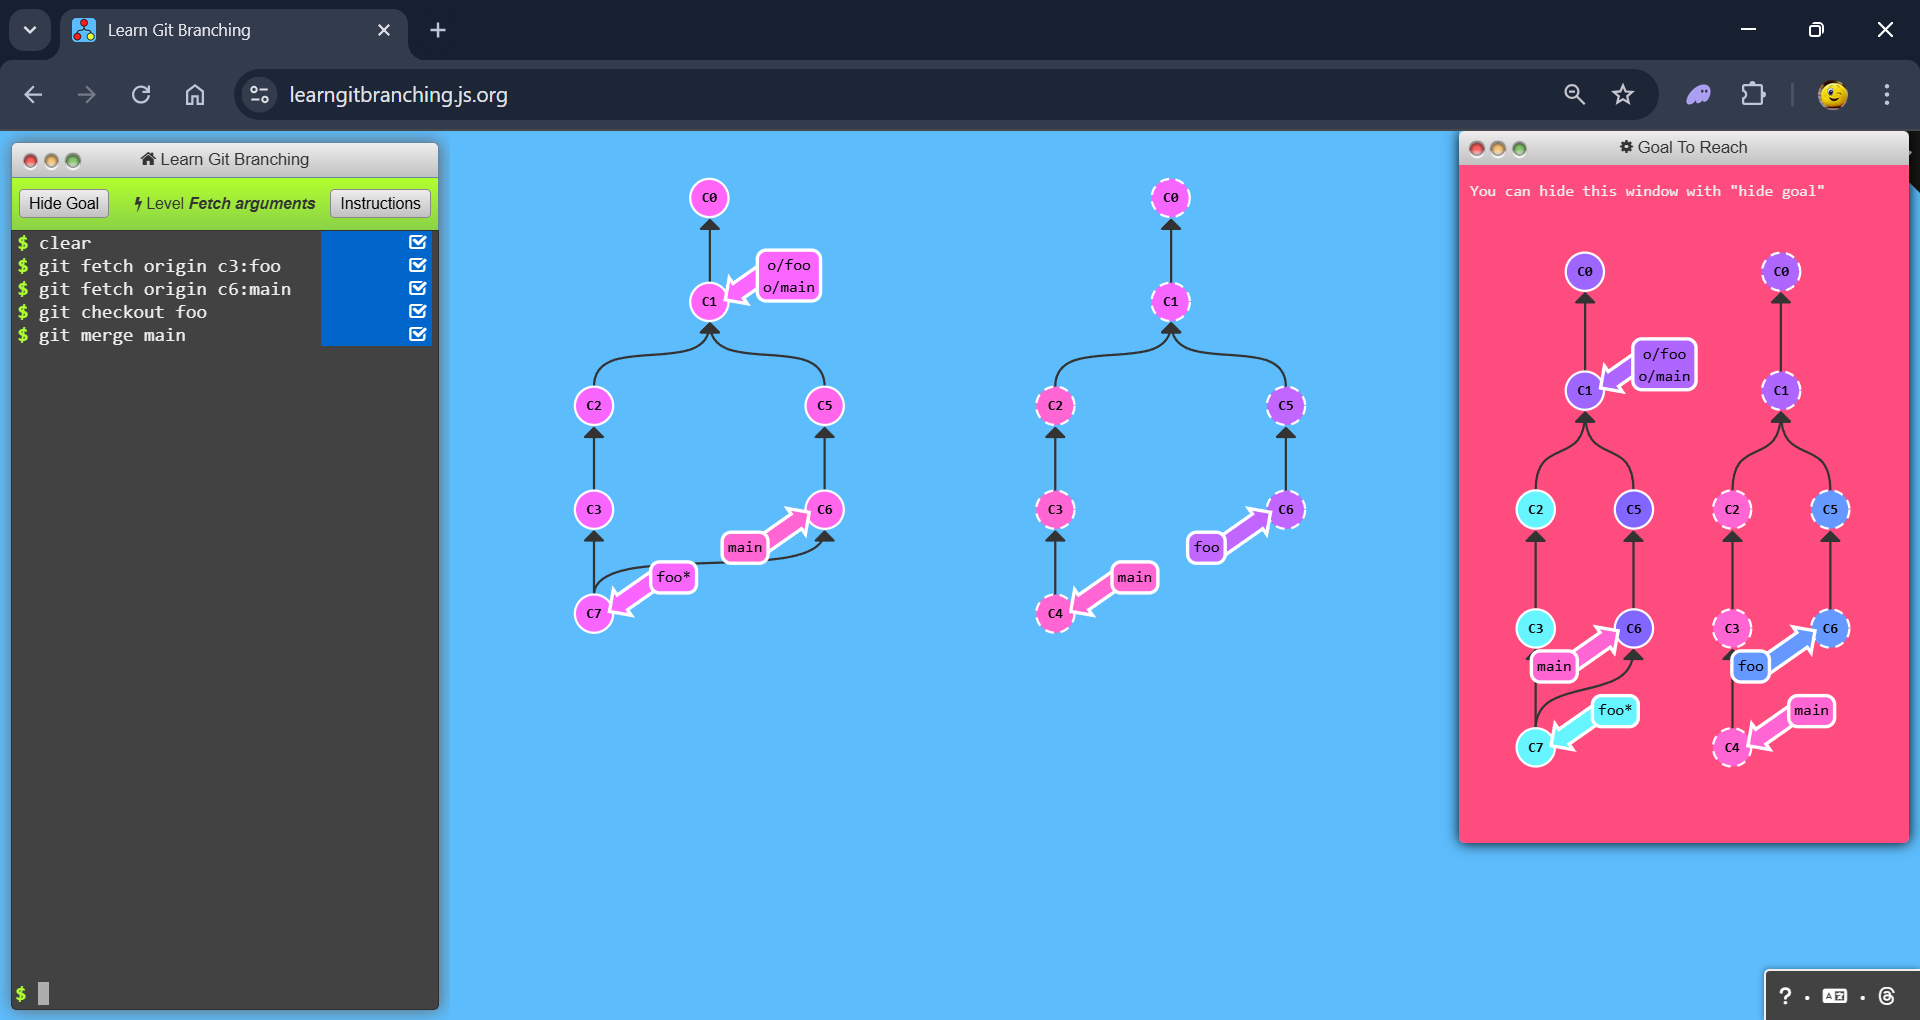 Learn Git Branching
learngitbranching.js.org
Learn Git Branching
Hide Goal
Level Fetch arguments
Instructions
$ clear
$ git fetch origin c3:foo
$ git fetch origin c6:main
$ git checkout foo
$ git merge main
$
C0
o/foo
o/main
C1
C2
C5
C3
C6
main
foo*
C7
C0
C1
C2
C5
C3
C6
foo
main
C4
Goal To Reach
You can hide this window with "hide goal"
C0
o/foo
o/main
C1
C2
C5
C3
C6
main
foo*
C7
C0
C1
C2
C5
C3
C6
foo
main
C4
?